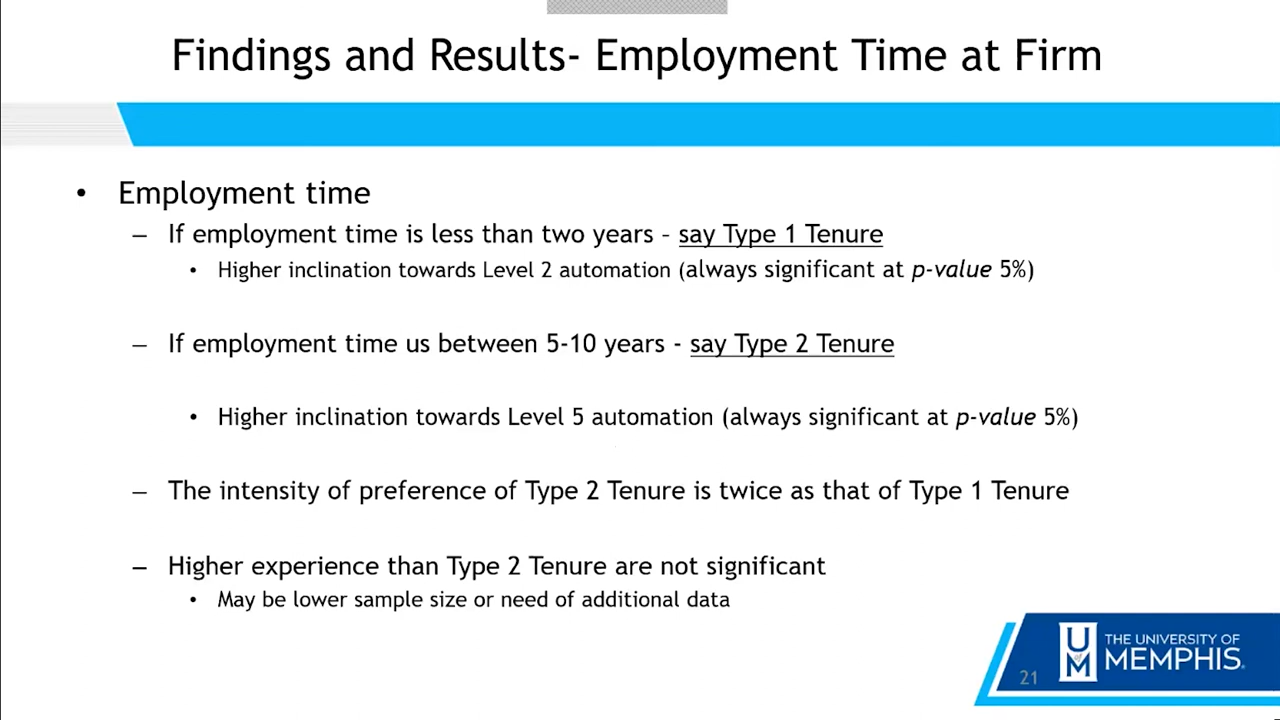 Findings and Results- Employment Time at Firm
• Employment time
– If employment time is less than two years – say Type 1 Tenure
• Higher inclination towards Level 2 automation (always significant at p-value 5%)
– If employment time us between 5-10 years - say Type 2 Tenure
• Higher inclination towards Level 5 automation (always significant at p-value 5%)
– The intensity of preference of Type 2 Tenure is twice as that of Type 1 Tenure
– Higher experience than Type 2 Tenure are not significant
• May be lower sample size or need of additional data
21
U of M
THE UNIVERSITY OF
MEMPHIS.